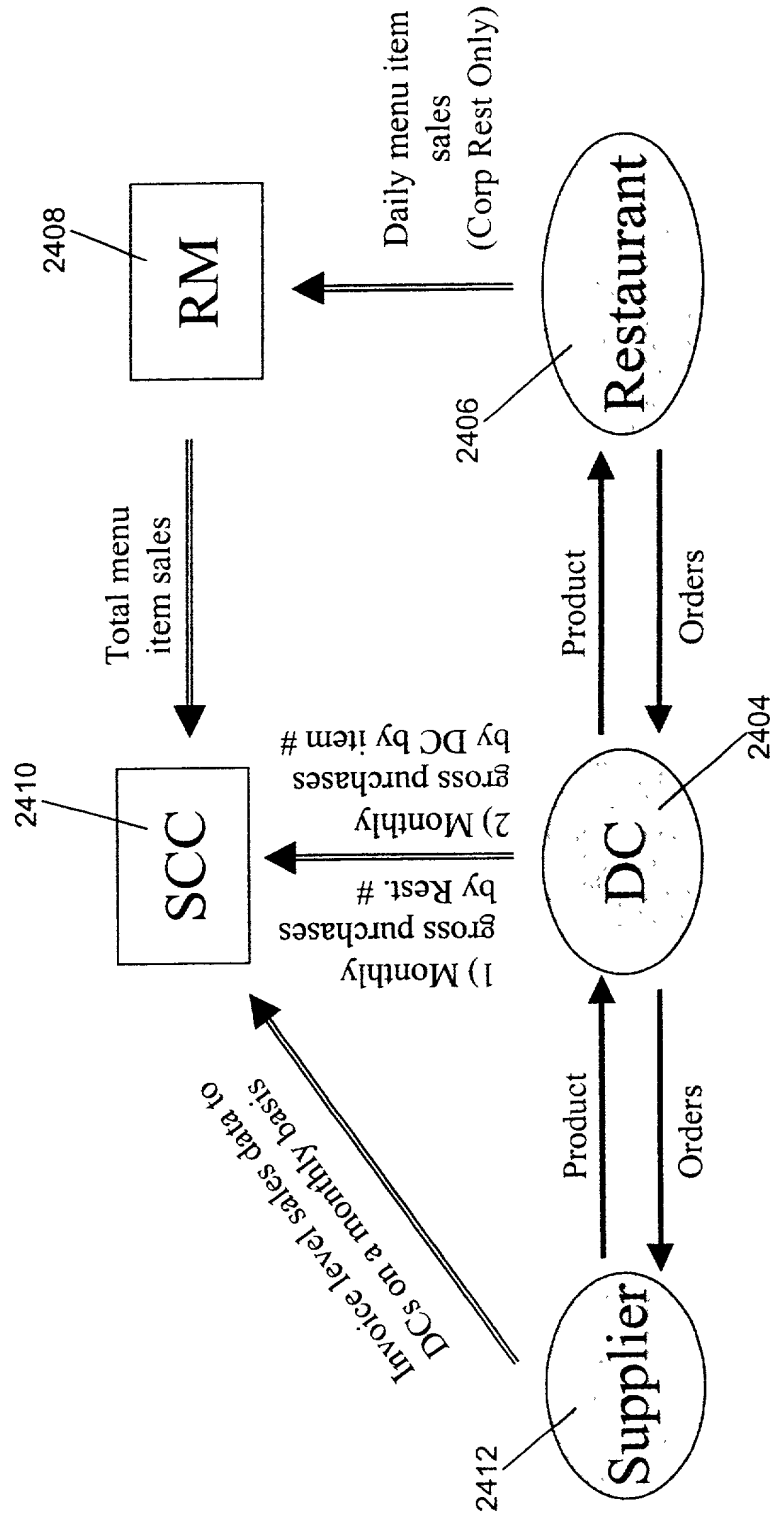 2408
RM
2410
SCC
Total menu
item sales
Daily menu item
sales
(Corp Rest Only)
Invoice level sales data to
DCs on a monthly basis
1) Monthly
gross purchases
by Rest. #
2) Monthly
gross purchases
by DC by item #
2412
Supplier
Product
Orders
DC
2404
Product
Orders
2406
Restaurant